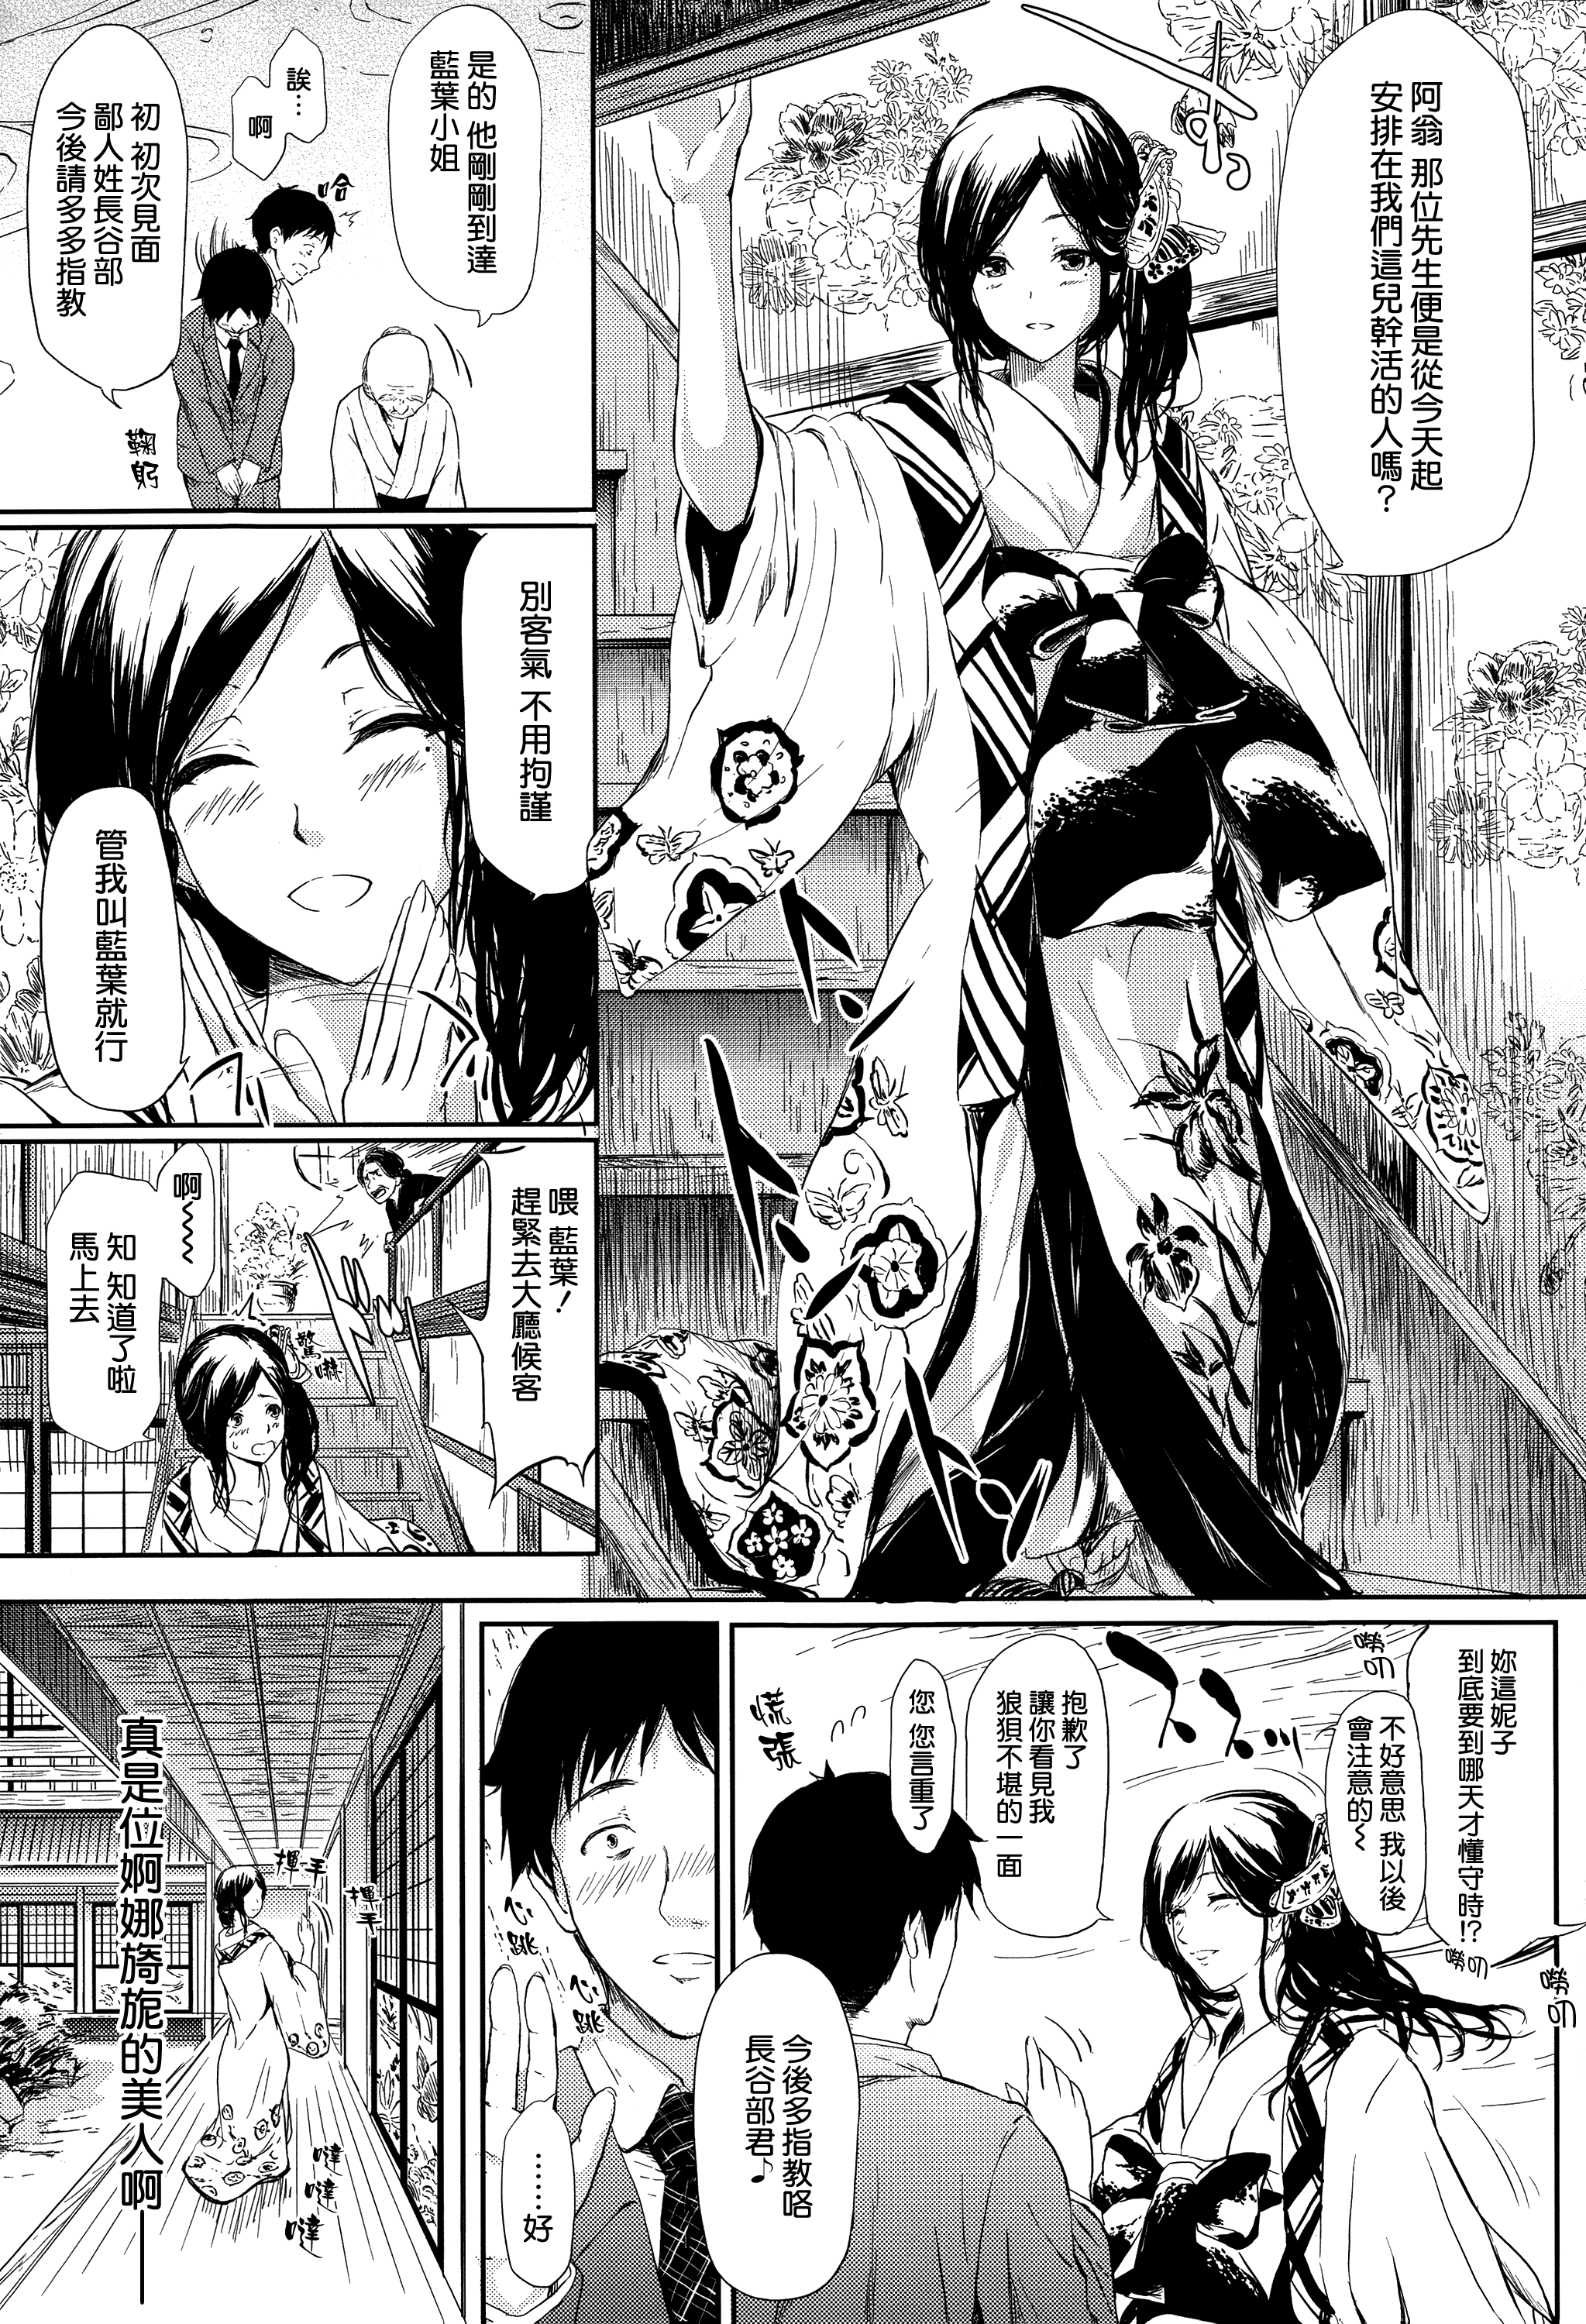 阿翁 那位先生便是從今天起
安排在我們這兒幹活的人嗎？
是的 他剛剛到達
藍葉小姐
誒…
啊
哈
初 初次見面
鄙人姓長谷部
今後請多多指教
鞠躬
別客氣 不用拘謹
管我叫藍葉就行
喂 藍葉！
趕緊去大廳候客
啊～～～
驚嚇
知 知道了啦
馬上去
妳這妮子
到底要到哪天才懂守時!?
嘮叨
不好意思 我以後
會注意的～
嘮叨
嘮叨
抱歉了
讓你看見我
狼狽不堪的一面
您 您言重了
慌張
今後多指教咯
長谷部君♪
心跳
心跳
……好
揮手
揮手
噠
噠
噠
真是位婀娜旖旎的美人啊——